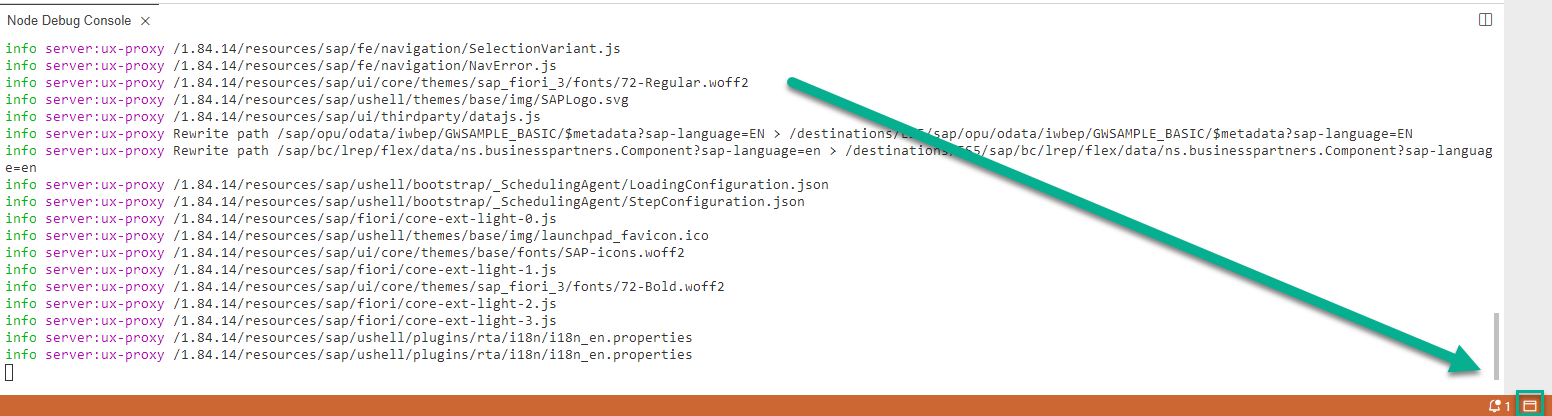 Node Debug Console
info server:ux-proxy /1.84.14/resources/sap/fe/navigation/SelectionVariant.js
info server:ux-proxy /1.84.14/resources/sap/fe/navigation/NavError.js
info server:ux-proxy /1.84.14/resources/sap/ui/core/themes/sap_fiori_3/fonts/72-Regular.woff2
info server:ux-proxy /1.84.14/resources/sap/ushell/themes/base/img/SAPLogo.svg
info server:ux-proxy /1.84.14/resources/sap/ui/thirdparty/datajs.js
info server:ux-proxy Rewrite path /sap/opu/odata/iwbep/GWSAMPLE_BASIC/$metadata?sap-language=EN > /destinations/ES5/sap/opu/odata/iwbep/GWSAMPLE_BASIC/$metadata?sap-language=EN
info server:ux-proxy Rewrite path /sap/bc/lrep/flex/data/ns.businesspartners.Component?sap-language=en > /destinations/ES5/sap/bc/lrep/flex/data/ns.businesspartners.Component?sap-languag
e=en
info server:ux-proxy /1.84.14/resources/sap/ushell/bootstrap/_SchedulingAgent/LoadingConfiguration.json
info server:ux-proxy /1.84.14/resources/sap/ushell/bootstrap/_SchedulingAgent/StepConfiguration.json
info server:ux-proxy /1.84.14/resources/sap/fiori/core-ext-light-0.js
info server:ux-proxy /1.84.14/resources/sap/ushell/themes/base/img/launchpad_favicon.ico
info server:ux-proxy /1.84.14/resources/sap/ui/core/themes/base/fonts/SAP-icons.woff2
info server:ux-proxy /1.84.14/resources/sap/fiori/core-ext-light-1.js
info server:ux-proxy /1.84.14/resources/sap/ui/core/themes/sap_fiori_3/fonts/72-Bold.woff2
info server:ux-proxy /1.84.14/resources/sap/fiori/core-ext-light-2.js
info server:ux-proxy /1.84.14/resources/sap/fiori/core-ext-light-3.js
info server:ux-proxy /1.84.14/resources/sap/ushell/plugins/rta/i18n/i18n_en.properties
info server:ux-proxy /1.84.14/resources/sap/ushell/plugins/rta/i18n/i18n_en.properties
1